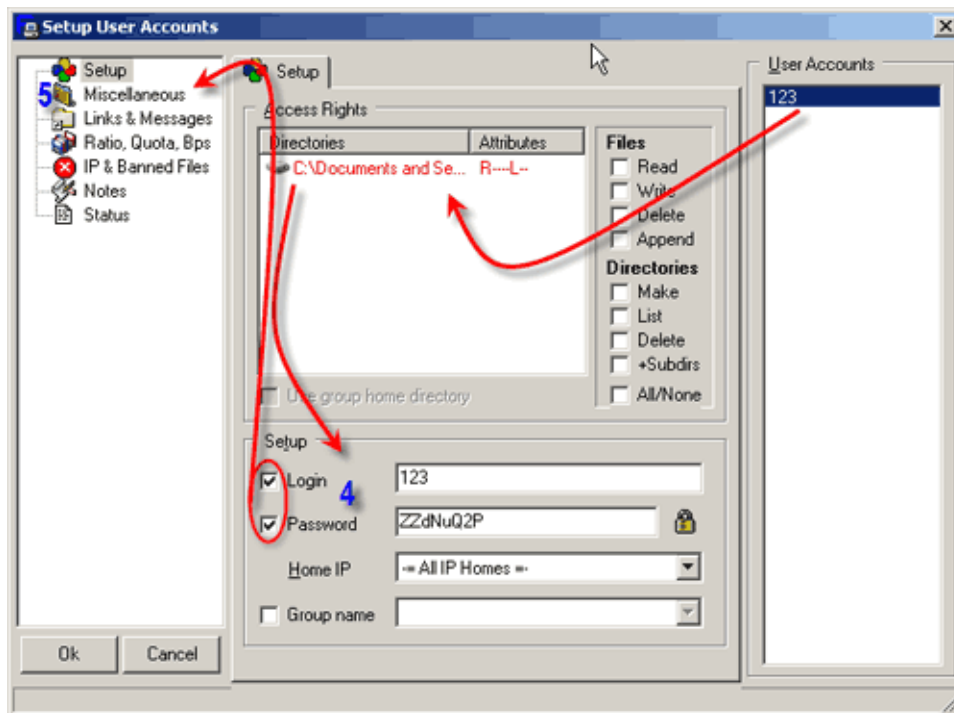 Setup User Accounts
Setup
5 Miscellaneous
Links & Messages
Ratio, Quota, Bps
IP & Banned Files
Notes
Status
Ok
Cancel
Setup
Access Rights
Directories Attributes
C:\Documents and Se... R----L--
Use group home directory
Files
Read
Write
Delete
Append
Directories
Make
List
Delete
+Subdirs
All/None
Setup
Login 123
4
Password ZZdNuQ2P
Home IP -= All IP Homes =-
Group name
User Accounts
123